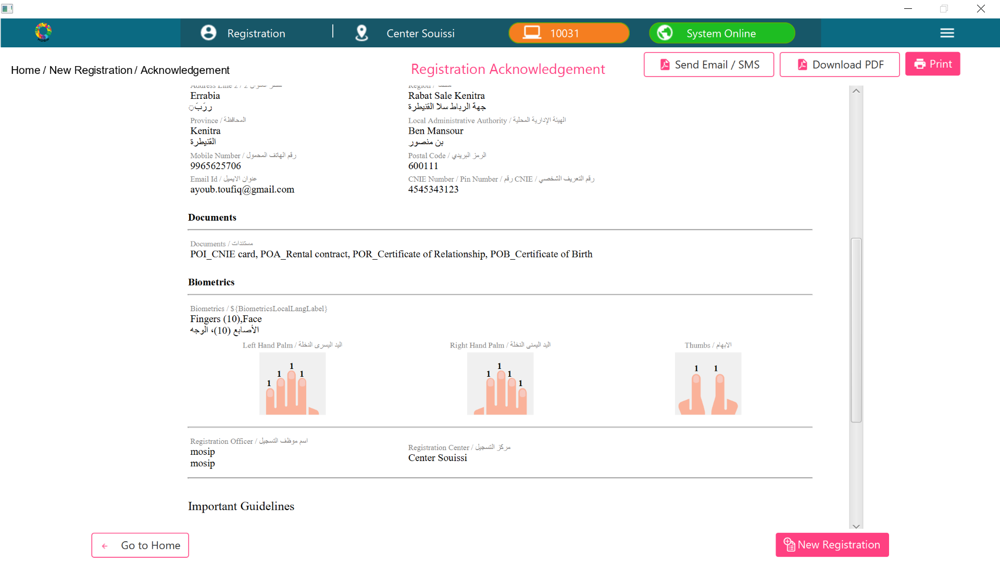 MOSIP
Registration
Center Souissi
10031
System Online
Home / New Registration / Acknowledgement
Registration Acknowledgement
Send Email / SMS
Download PDF
Print
Address Line 2 /
Region /
Errabia
Rabat Sale Kenitra
جهة الرباط سلا القنيطرة
Province / المحافظة
Local Administrative Authority / الهيئة الإدارية المحلية
Kenitra
Ben Mansour
القنيطرة
بن منصور
Mobile Number / رقم الهاتف المحمول
Postal Code / الرمز البريدي
9965625706
600111
Email Id / عنوان الايميل
CNIE Number / Pin Number / رقم CNIE / رقم التعريف الشخصي
ayoub.toufiq@gmail.com
4545343123
Documents
Documents / مستندات
POI_CNIE card, POA_Rental contract, POR_Certificate of Relationship, POB_Certificate of Birth
Biometrics
Biometrics / ${BiometricsLocalLangLabel}
Fingers (10),Face
الأصابع (10)، الوجه
Left Hand Palm / اليد اليسرى النخلة
Right Hand Palm / اليد اليمنى النخلة
Thumbs / الابهام
1 1 1 1
1 1 1 1
1 1
Registration Officer / اسم موظف التسجيل
mosip
mosip
Registration Center / مركز التسجيل
Center Souissi
Important Guidelines
Go to Home
New Registration